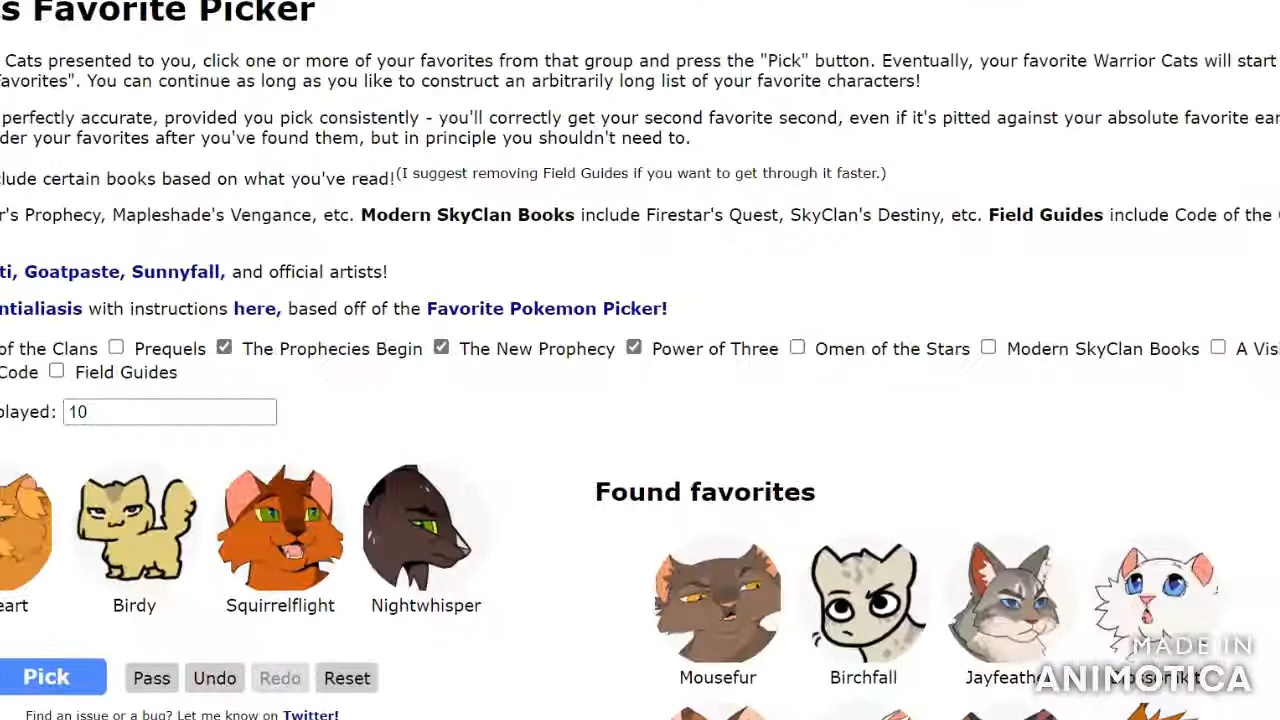 s Favorite Picker
Cats presented to you, click one or more of your favorites from that group and press the "Pick" button. Eventually, your favorite Warrior Cats will start
avorites". You can continue as long as you like to construct an arbitrarily long list of your favorite characters!
perfectly accurate, provided you pick consistently - you'll correctly get your second favorite second, even if it's pitted against your absolute favorite ear
der your favorites after you've found them, but in principle you shouldn't need to.
lude certain books based on what you've read!(I suggest removing Field Guides if you want to get through it faster.)
r's Prophecy, Mapleshade's Vengance, etc. Modern SkyClan Books include Firestar's Quest, SkyClan's Destiny, etc. Field Guides include Code of the
ti, Goatpaste, Sunnyfall, and official artists!
ntialiasis with instructions here, based off of the Favorite Pokemon Picker!
of the Clans Prequels The Prophecies Begin The New Prophecy Power of Three Omen of the Stars Modern SkyClan Books A Visi
Code Field Guides
played: 10
Found favorites
eart Birdy Squirrelflight Nightwhisper
Mousefur Birchfall Jayfeathe
Pick Pass Undo Redo Reset
Find an issue or a bug? Let me know on Twitter!
MADE IN
ANIMOTICA